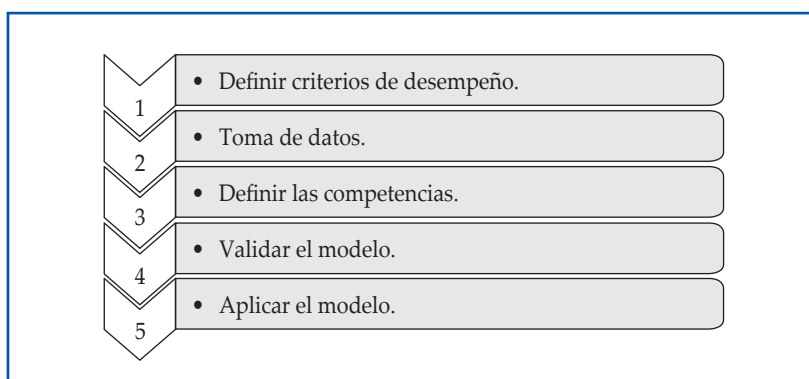 1 • Definir criterios de desempeño.
2 • Toma de datos.
3 • Definir las competencias.
4 • Validar el modelo.
5 • Aplicar el modelo.